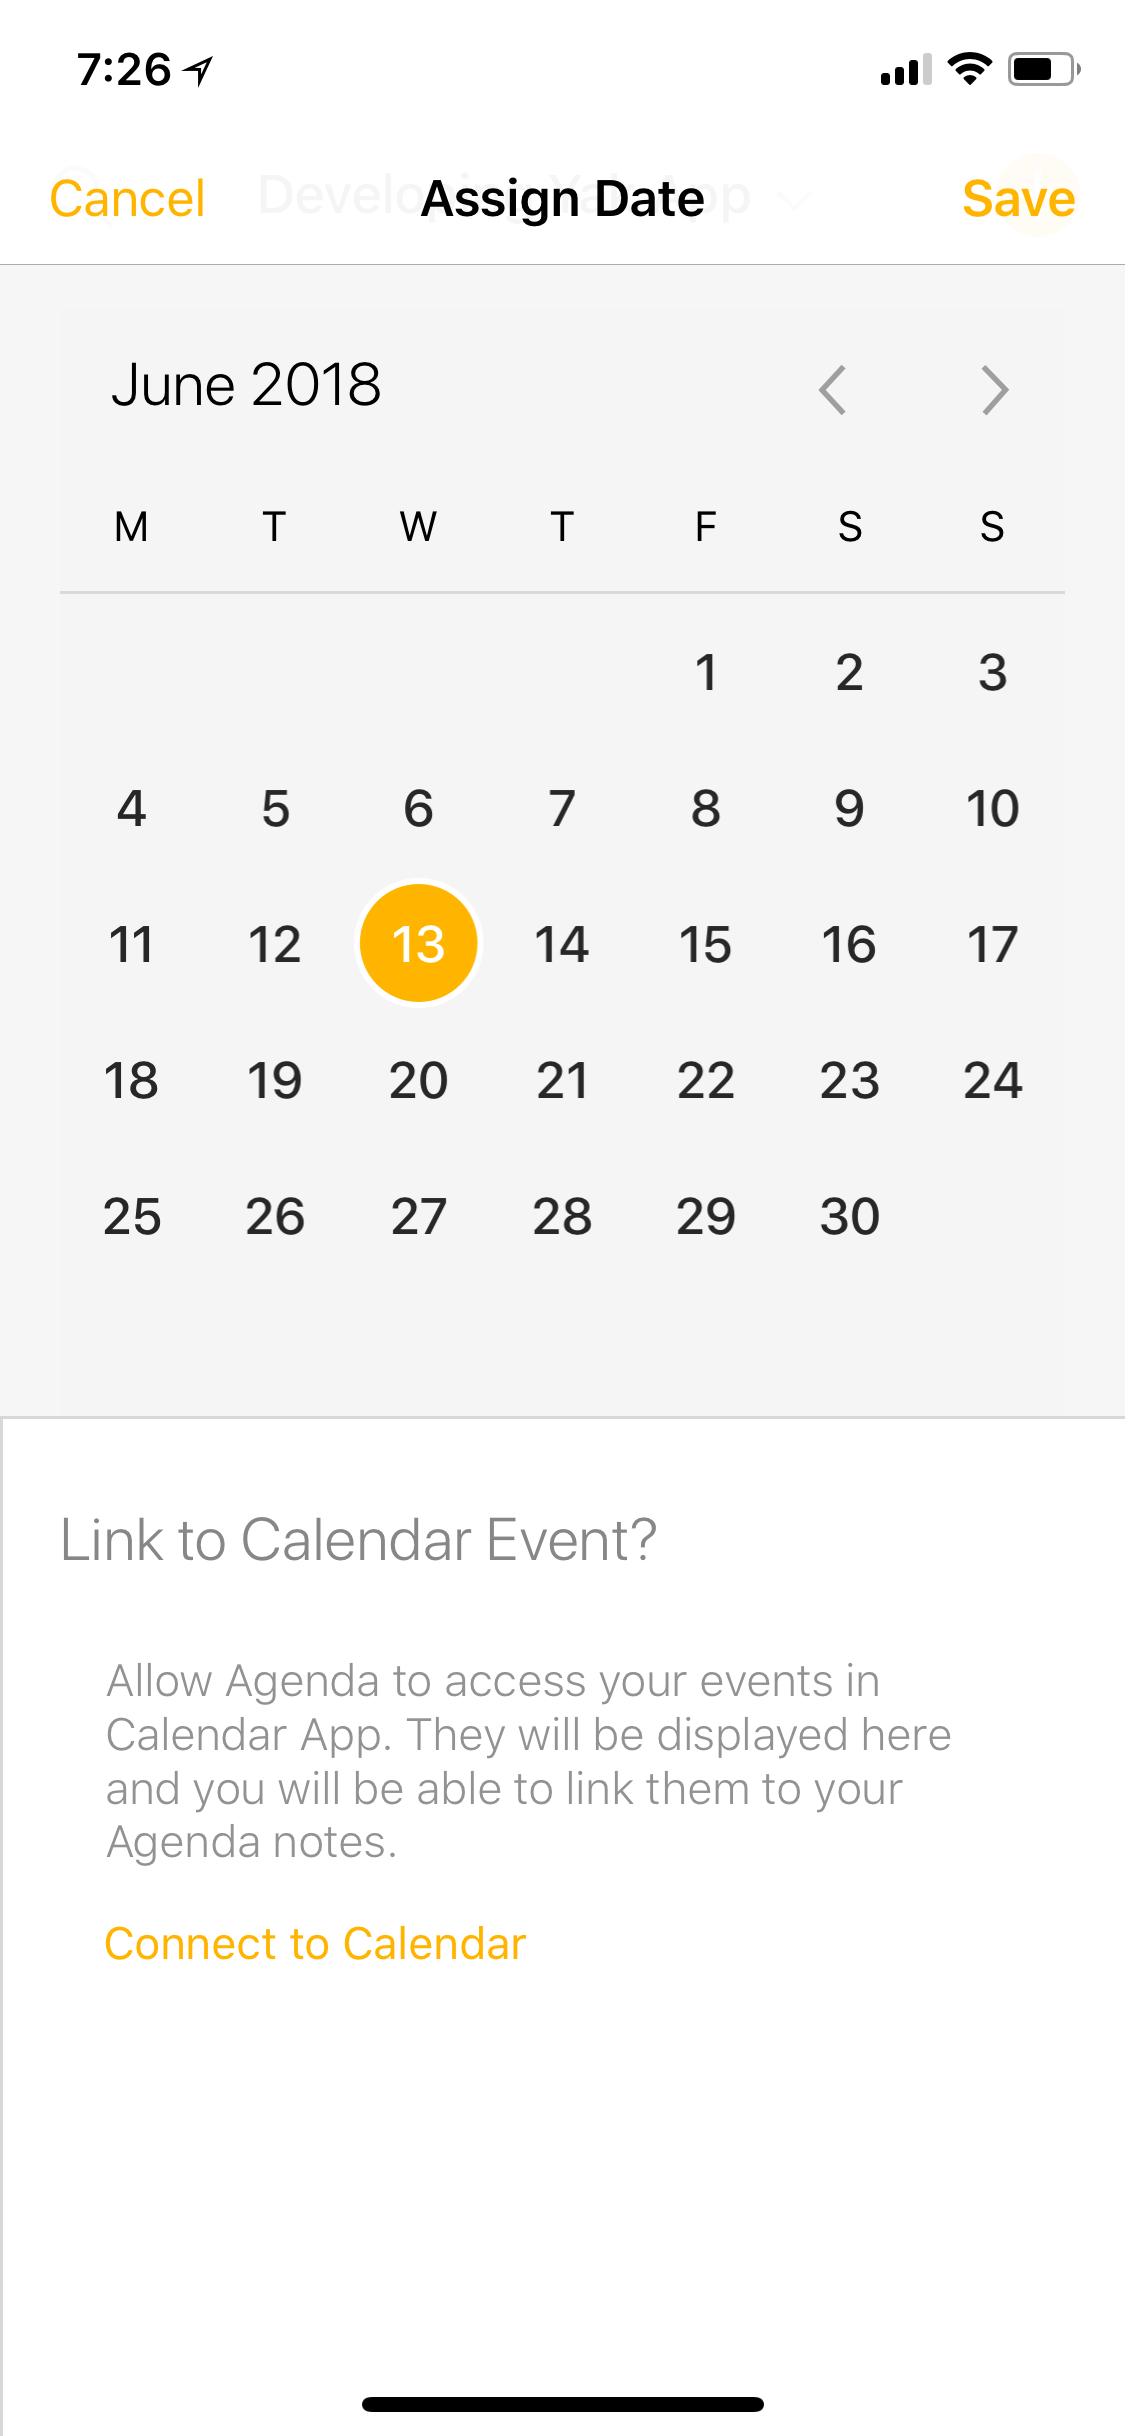 7:26
Cancel
Assign Date
Save
June 2018
M T W T F S S
1 2 3
4 5 6 7 8 9 10
11 12 13 14 15 16 17
18 19 20 21 22 23 24
25 26 27 28 29 30
Link to Calendar Event?
Allow Agenda to access your events in
Calendar App. They will be displayed here
and you will be able to link them to your
Agenda notes.
Connect to Calendar